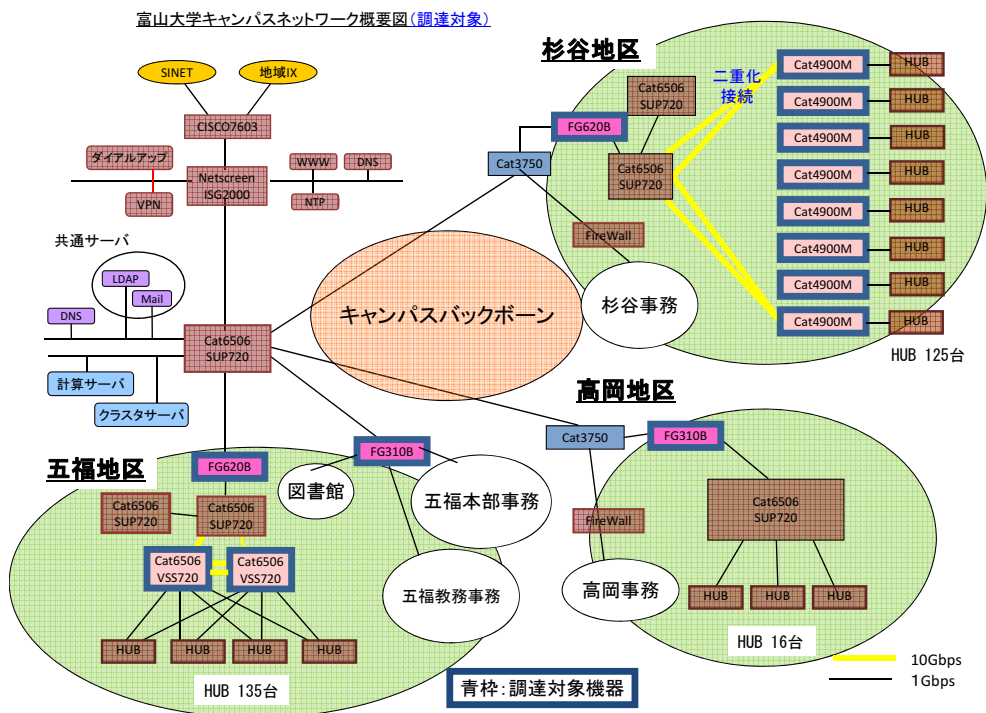 富山大学キャンパスネットワーク概要図(調達対象)
SINET
地域IX
CISCO7603
ダイアルアップ
VPN
Netscreen
ISG2000
WWW
DNS
NTP
共通サーバ
LDAP
Mail
DNS
Cat6506
SUP720
計算サーバ
クラスタサーバ
キャンパスバックボーン
杉谷地区
Cat6506
SUP720
二重化
接続
FG620B
Cat3750
Cat6506
SUP720
FireWall
杉谷事務
Cat4900M
HUB
Cat4900M
HUB
Cat4900M
HUB
Cat4900M
HUB
Cat4900M
HUB
Cat4900M
HUB
Cat4900M
HUB
Cat4900M
HUB
HUB 125台
高岡地区
Cat3750
FG310B
Cat6506
SUP720
FireWall
高岡事務
HUB
HUB
HUB
HUB 16台
五福地区
FG620B
FG310B
図書館
五福本部事務
五福教務事務
Cat6506
SUP720
Cat6506
SUP720
Cat6506
VSS720
Cat6506
VSS720
HUB
HUB
HUB
HUB
HUB 135台
青枠：調達対象機器
10Gbps
1Gbps